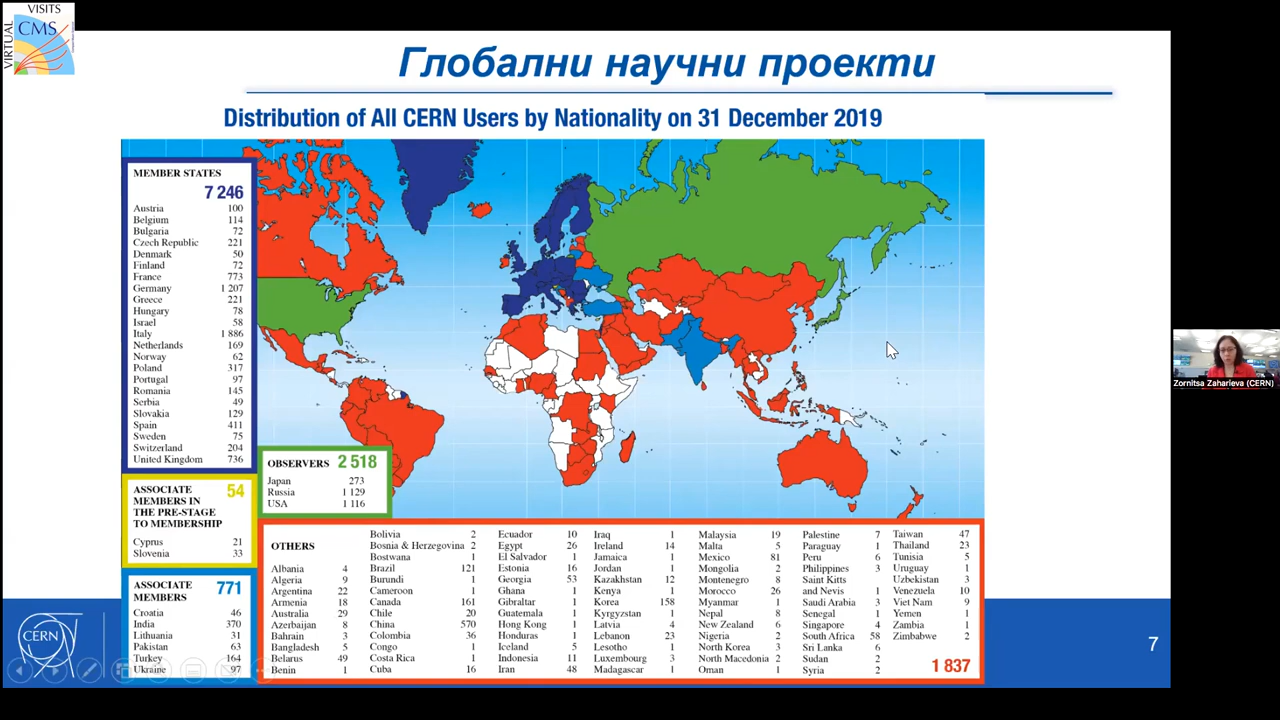 VISITS
VIRTUAL
CMS
Глобални научни проекти
Distribution of All CERN Users by Nationality on 31 December 2019
MEMBER STATES
7 246
Austria 100
Belgium 114
Bulgaria 72
Czech Republic 221
Denmark 50
Finland 72
France 773
Germany 1 207
Greece 221
Hungary 78
Israel 58
Italy 1 886
Netherlands 169
Norway 62
Poland 317
Portugal 97
Romania 145
Serbia 49
Slovakia 129
Spain 411
Sweden 75
Switzerland 204
United Kingdom 736
ASSOCIATE 54
MEMBERS IN
THE PRE-STAGE
TO MEMBERSHIP
Cyprus 21
Slovenia 33
ASSOCIATE 771
MEMBERS
Croatia 46
India 370
Lithuania 31
Pakistan 63
Turkey 164
Ukraine 97
OBSERVERS 2 518
Japan 273
Russia 1 129
USA 1 116
OTHERS
Albania 4
Algeria 9
Argentina 22
Armenia 18
Australia 29
Azerbaijan 8
Bahrain 3
Bangladesh 5
Belarus 49
Benin 1
Bolivia 2
Bosnia & Herzegovina 2
Bostwana 1
Brazil 121
Burundi 1
Cameroon 1
Canada 161
Chile 20
China 570
Colombia 36
Congo 1
Costa Rica 1
Cuba 16
Ecuador 10
Egypt 26
El Salvador 1
Estonia 16
Georgia 53
Ghana 1
Gibraltar 1
Guatemala 1
Hong Kong 1
Honduras 1
Iceland 5
Indonesia 11
Iran 48
Iraq 1
Ireland 14
Jamaica 1
Jordan 1
Kazakhstan 12
Kenya 1
Korea 158
Kyrgyzstan 1
Latvia 4
Lebanon 23
Lesotho 1
Luxembourg 3
Madagascar 1
Malaysia 19
Malta 5
Mexico 81
Mongolia 2
Montenegro 8
Morocco 26
Myanmar 1
Nepal 8
New Zealand 6
Nigeria 2
North Korea 3
North Macedonia 2
Oman 1
Palestine 7
Paraguay 1
Peru 6
Philippines 3
Saint Kitts
and Nevis 1
Saudi Arabia 3
Senegal 1
Singapore 4
South Africa 58
Sri Lanka 6
Sudan 2
Syria 2
Taiwan 47
Thailand 23
Tunisia 5
Uruguay 1
Uzbekistan 3
Venezuela 10
Viet Nam 9
Yemen 1
Zambia 1
Zimbabwe 2
1 837
CERN
7
Zornitsa Zaharieva (CERN)